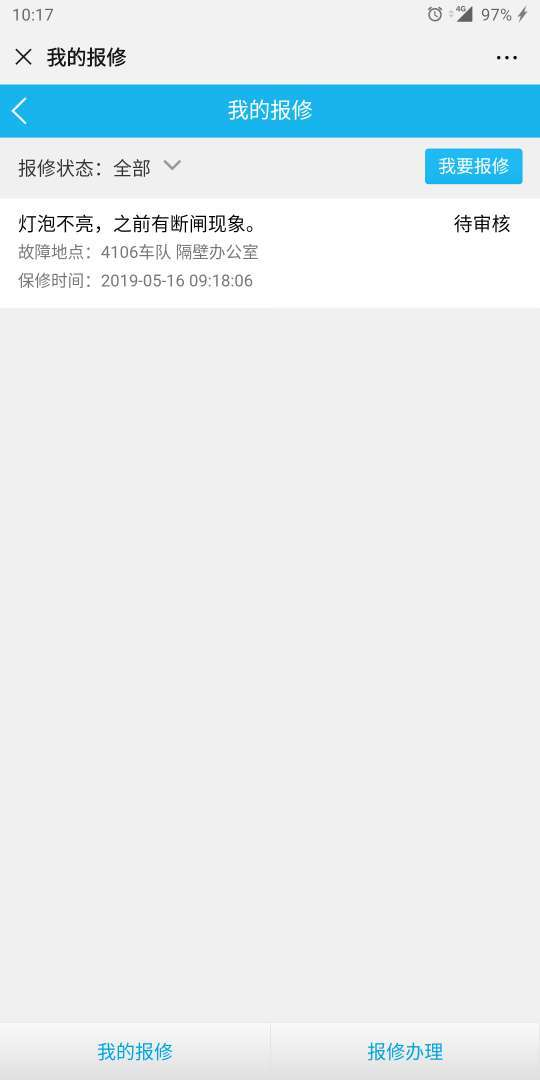 10:17
4G 97%
我的报修
我的报修
报修状态：全部
我要报修
灯泡不亮，之前有断闸现象。
待审核
故障地点：4106车队 隔壁办公室
保修时间：2019-05-16 09:18:06
我的报修
报修办理